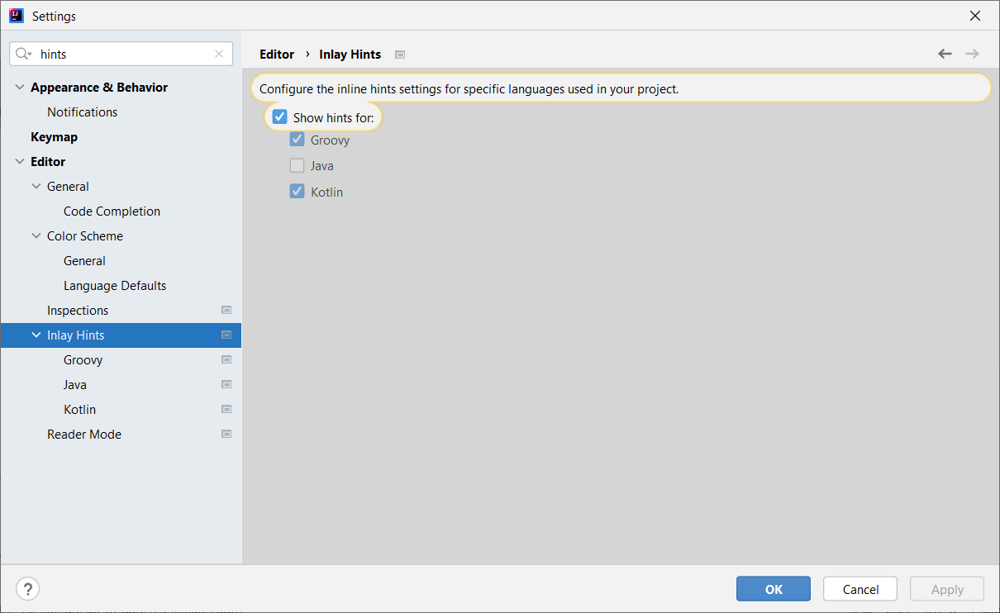 Settings
hints
Appearance & Behavior
Notifications
Keymap
Editor
General
Code Completion
Color Scheme
General
Language Defaults
Inspections
Inlay Hints
Groovy
Java
Kotlin
Reader Mode
Editor › Inlay Hints
Configure the inline hints settings for specific languages used in your project.
Show hints for:
Groovy
Java
Kotlin
?
OK
Cancel
Apply